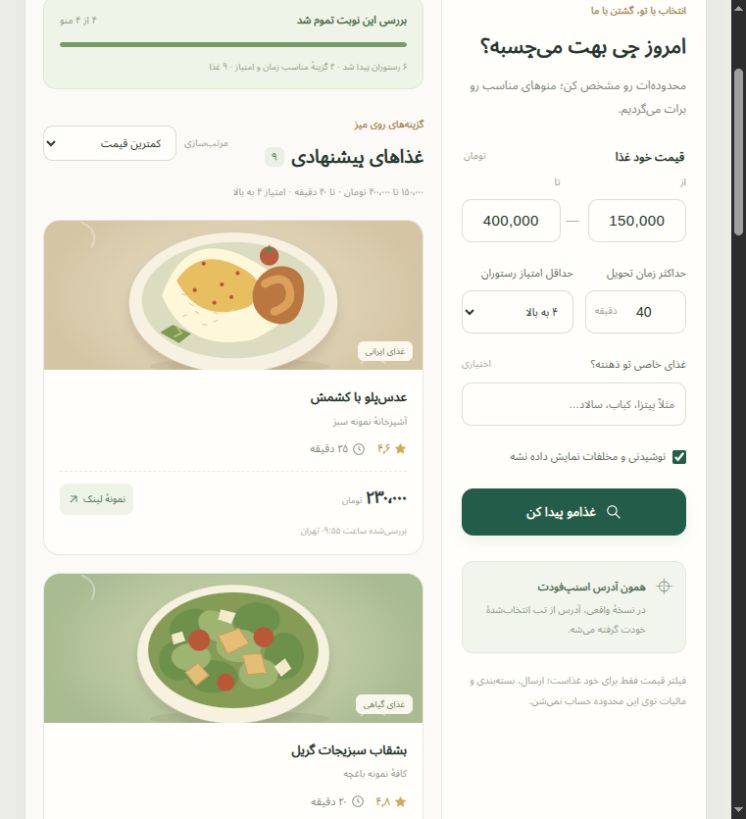 انتخاب با تو، گشتن با ما
امروز چی بهت می‌چسبه؟
محدوده‌ات رو مشخص کن؛ منوهای مناسب رو
برات می‌گردیم.
قیمت خود غذا
تومان
از
تا
150,000
—
400,000
حداکثر زمان تحویل
حداقل امتیاز رستوران
40
دقیقه
۴ به بالا
غذای خاصی تو ذهنته؟
اختیاری
مثلاً پیتزا، کباب، سالاد...
نوشیدنی و مخلفات نمایش داده نشه
غذامو پیدا کن
همون آدرس اسنپ‌فودت
در نسخهٔ واقعی، آدرس از تب انتخاب‌شدهٔ
خودت گرفته می‌شه.
فیلتر قیمت فقط برای خود غذاست؛ ارسال، بسته‌بندی و
مالیات توی این محدوده حساب نمی‌شن.
بررسی این نوبت تموم شد
۴ از ۴ منو
۶ رستوران پیدا شد · ۴ گزینهٔ مناسب زمان و امتیاز · ۹ غذا
گزینه‌های روی میز
غذاهای پیشنهادی
۹
مرتب‌سازی
کمترین قیمت
۱۵۰٬۰۰۰ تا ۴۰۰٬۰۰۰ تومان · تا ۴۰ دقیقه · امتیاز ۴ به بالا
غذای ایرانی
عدس‌پلو با کشمش
آشپزخانهٔ نمونه سبز
۴٫۶
۲۵ دقیقه
۲۳۰٬۰۰۰ تومان
نمونهٔ لینک
بررسی‌شده ساعت ۰۹:۵۵ تهران
غذای گیاهی
بشقاب سبزیجات گریل
کافهٔ نمونه باغچه
۴٫۸
۲۰ دقیقه